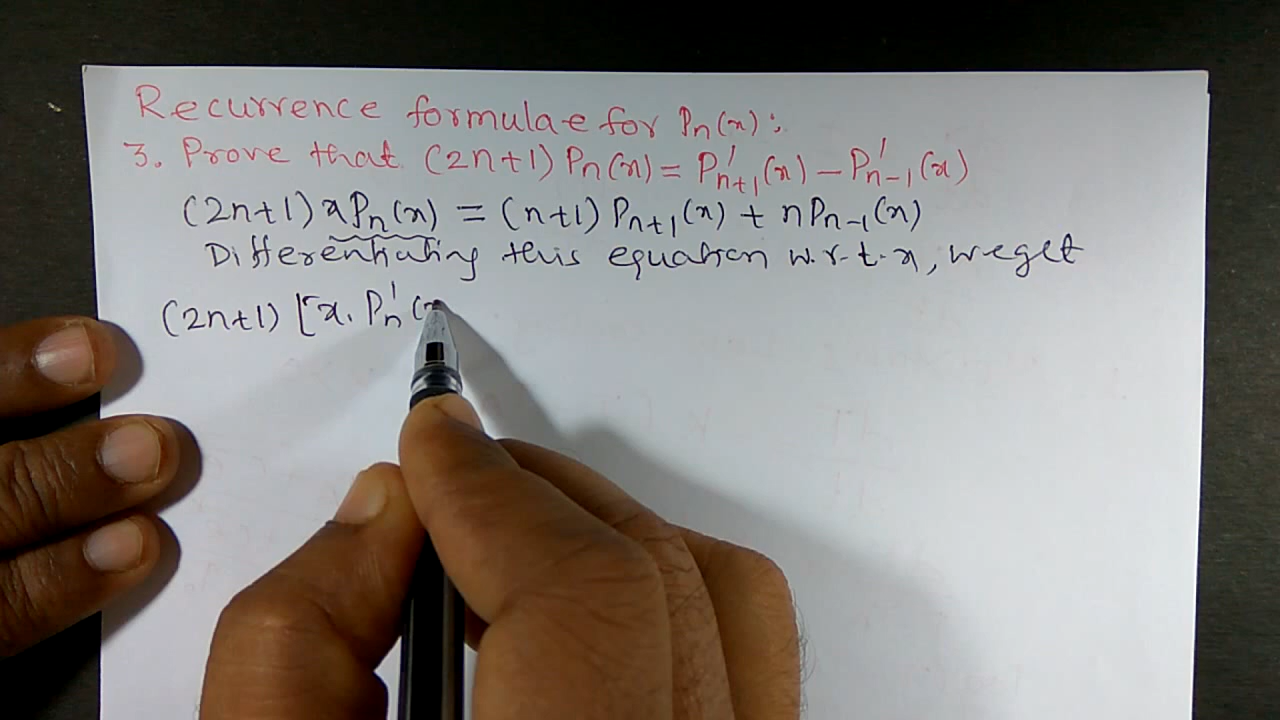 Recurrence formulae for Pn(x):
3. Prove that (2n+1) Pn(x) = P'n+1(x) − P'n−1(x)
(2n+1) x Pn(x) = (n+1) Pn+1(x) + n Pn−1(x)
Differentiating this equation w.r.t. x, we get
(2n+1) [x. P'n (x